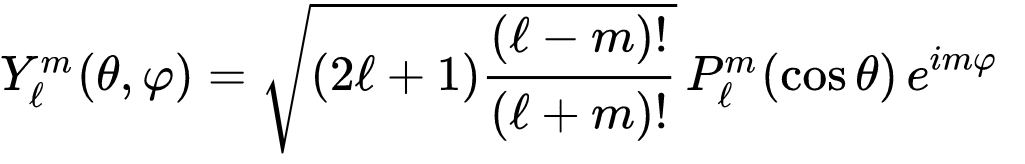 Y_ℓ^m(θ, φ) = √((2ℓ + 1) (ℓ − m)! / (ℓ + m)!) P_ℓ^m(cos θ) e^{imφ}